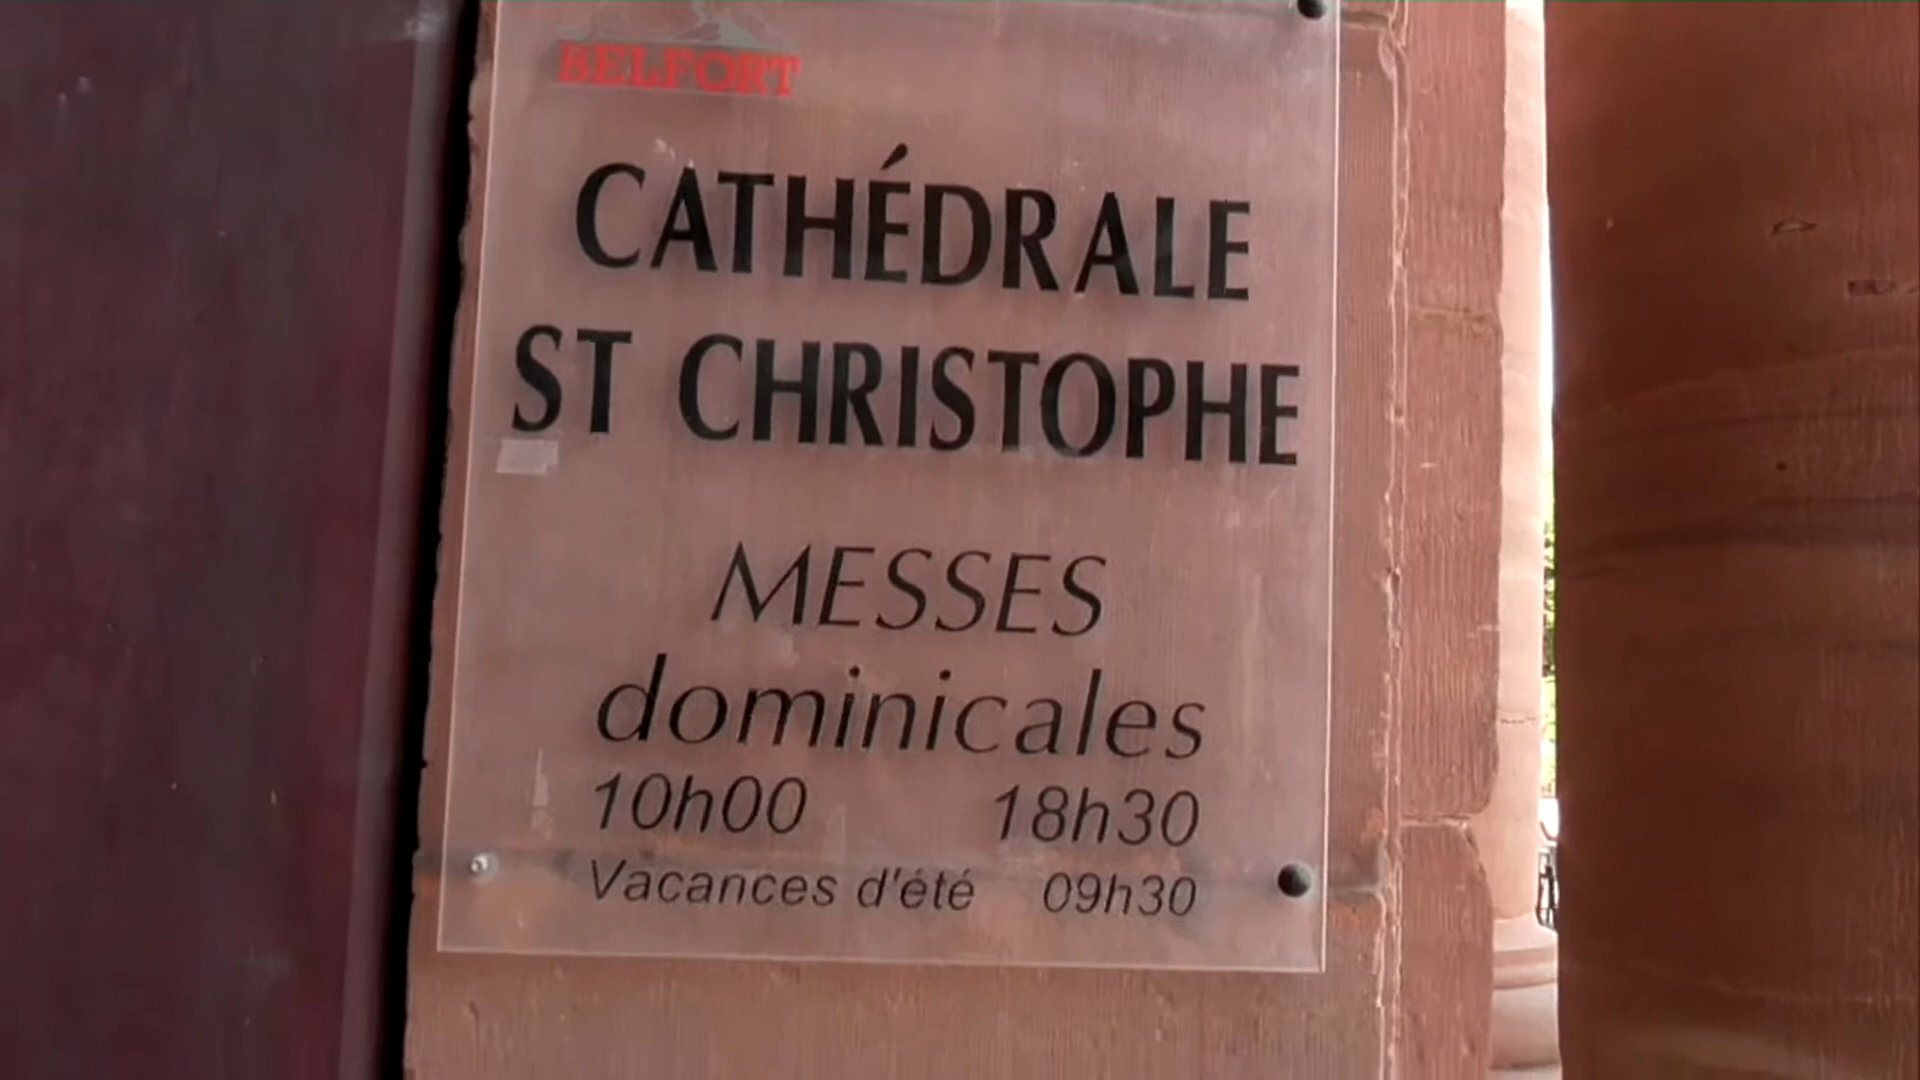 BELFORT
CATHÉDRALE
ST CHRISTOPHE
MESSES
dominicales
10h00 18h30
Vacances d'été 09h30